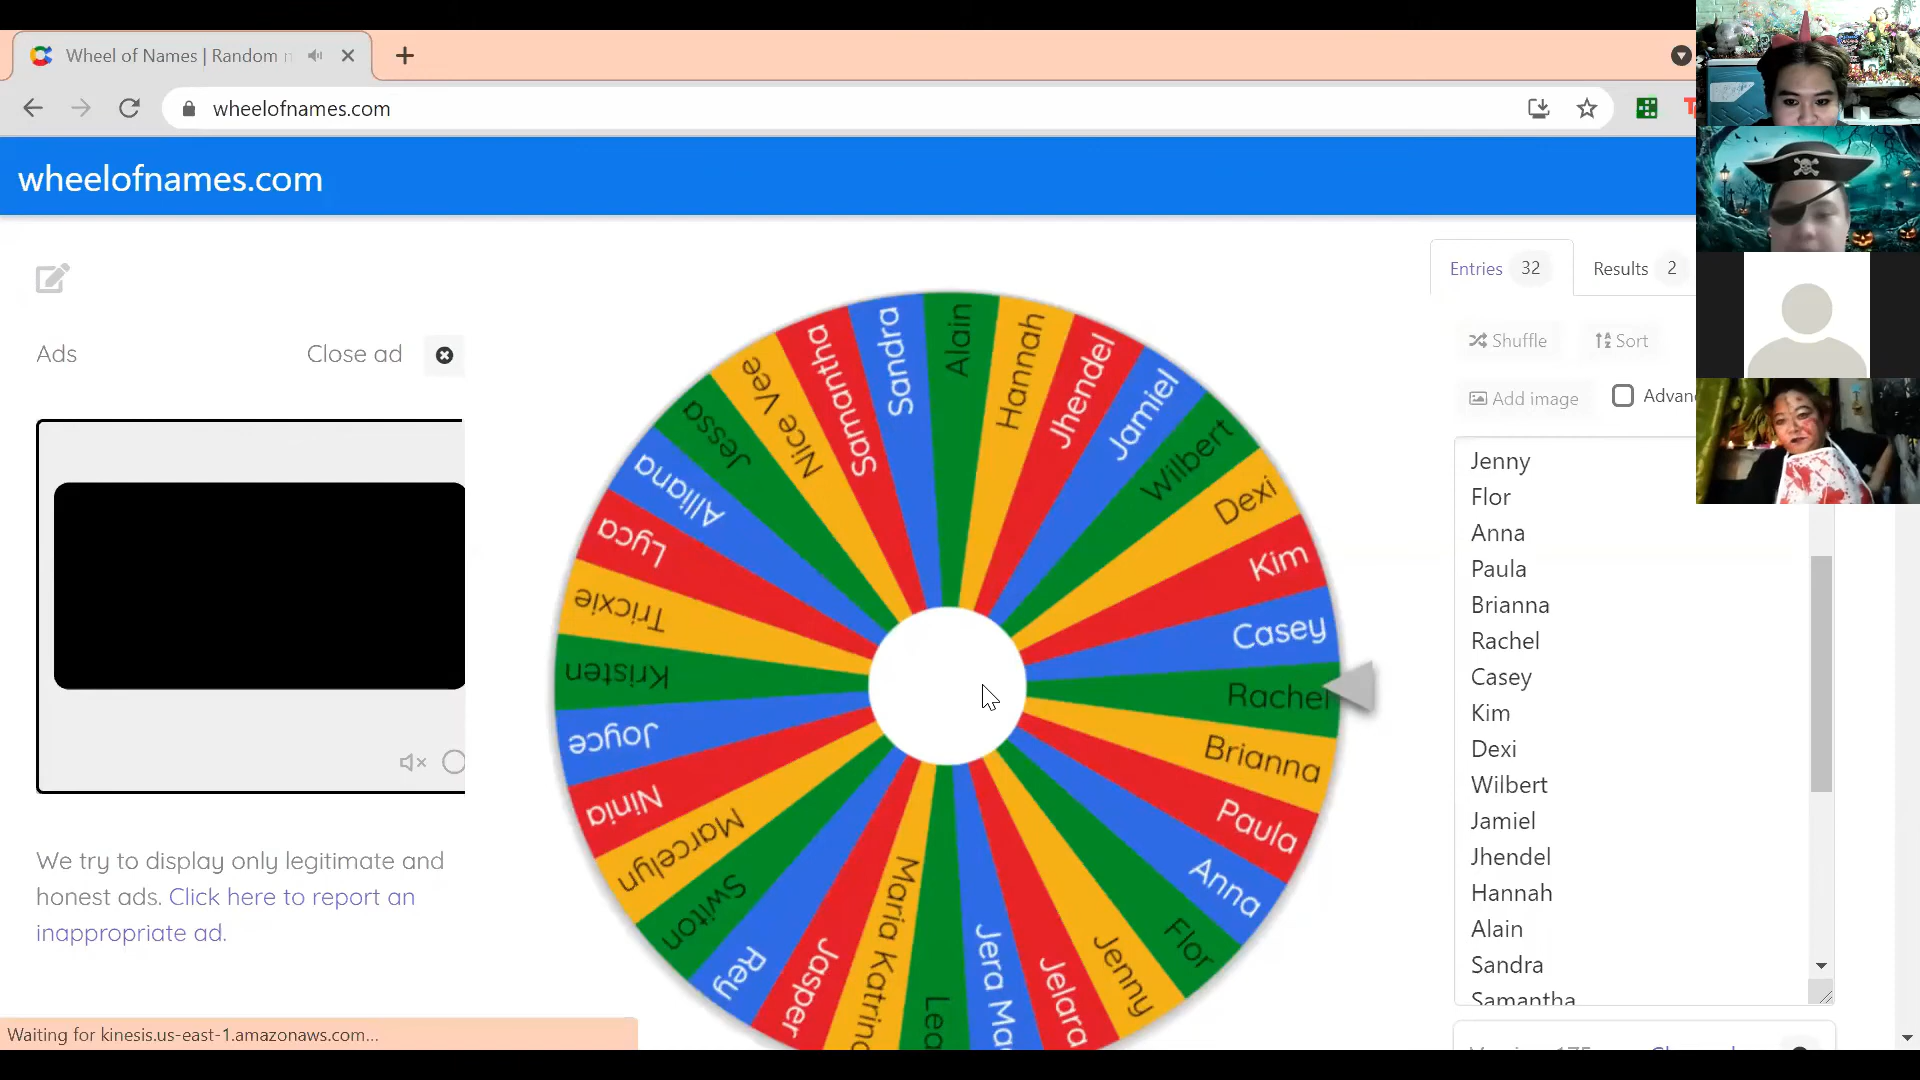 Wheel of Names | Random
wheelofnames.com
wheelofnames.com
Ads
Close ad
We try to display only legitimate and
honest ads. Click here to report an
inappropriate ad.
Waiting for kinesis.us-east-1.amazonaws.com...
Alain
Hannah
Jhendel
Jamiel
Wilbert
Dexi
Kim
Casey
Rachel
Brianna
Paula
Anna
Flor
Jenny
Jelara
Jera
Maria Katrin
Jasper
Rey
Switon
Marcelyn
Ninia
Joyce
Kristen
Tricxie
Lyca
Alliana
Jessa
Nice Vee
Samantha
Sandra
Entries 32
Results 2
Shuffle
Sort
Add image
Jenny
Flor
Anna
Paula
Brianna
Rachel
Casey
Kim
Dexi
Wilbert
Jamiel
Jhendel
Hannah
Alain
Sandra
Samantha